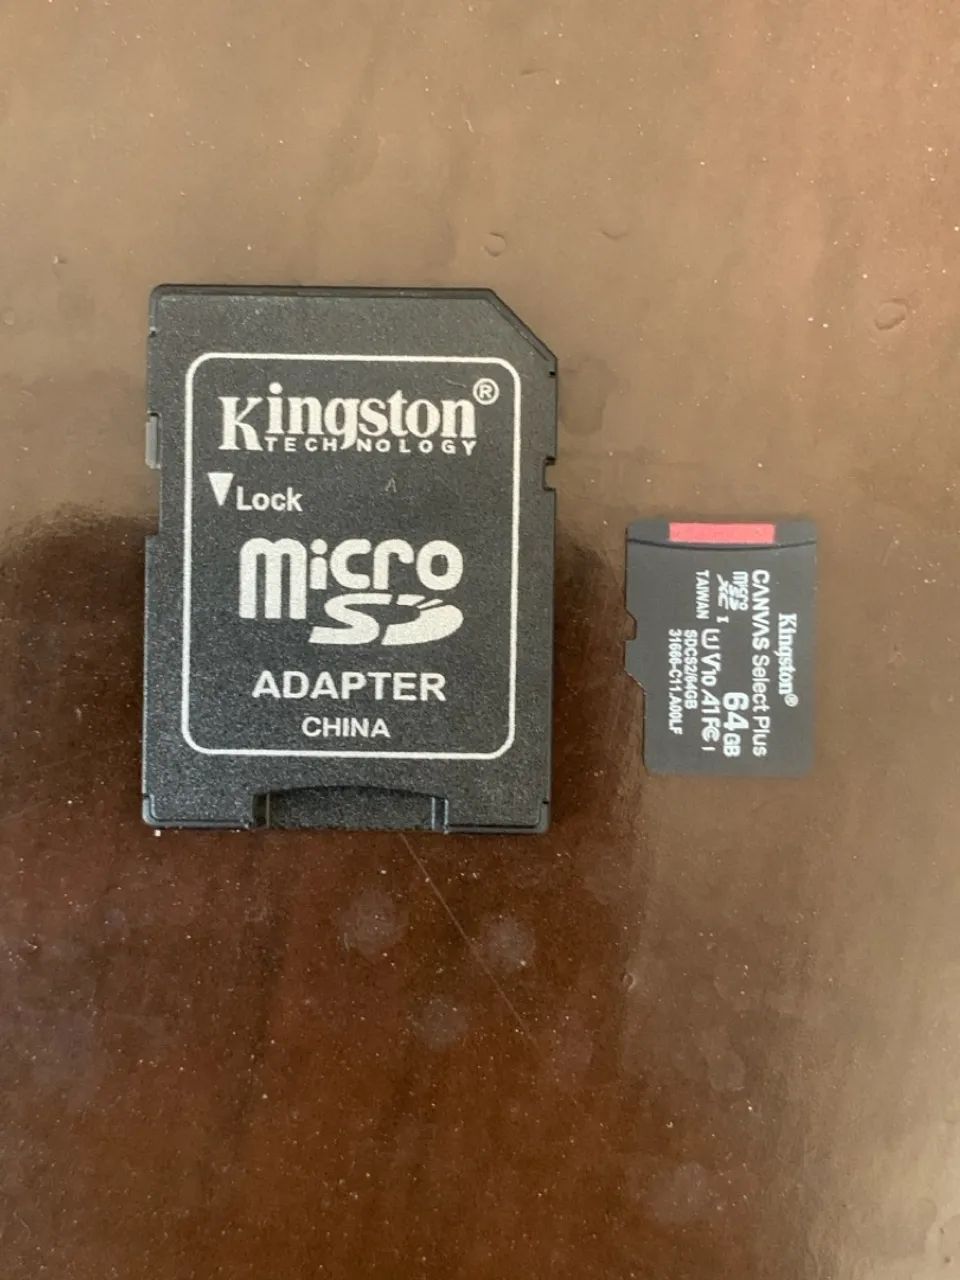 Kingston®
TECHNOLOGY
Lock
micro
SD
ADAPTER
CHINA
Kingston®
CANVAS Select Plus
micro
SD
XC I
64GB
TAIWAN
U1 V10 A1 FC
SDCS2/64GB
31666-C11.A00LF